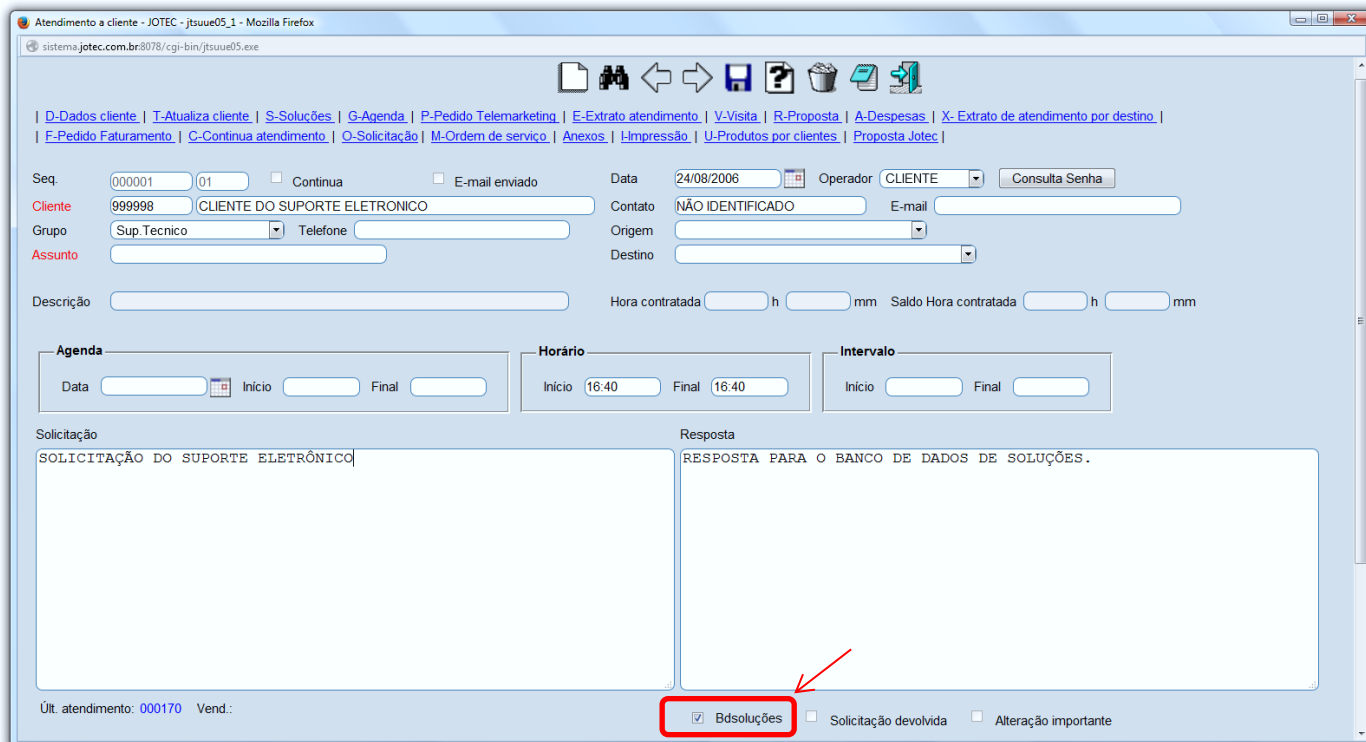 Atendimento a cliente - JOTEC - jtsuue05_1 - Mozilla Firefox
sistema.jotec.com.br:8078/cgi-bin/jtsuue05.exe
| D-Dados cliente | T-Atualiza cliente | S-Soluções | G-Agenda | P-Pedido Telemarketing | E-Extrato atendimento | V-Visita | R-Proposta | A-Despesas | X- Extrato de atendimento por destino |
| F-Pedido Faturamento | C-Continua atendimento | O-Solicitação | M-Ordem de serviço | Anexos | I-Impressão | U-Produtos por clientes | Proposta Jotec |
Seq. 000001 01 Continua E-mail enviado Data 24/08/2006 Operador CLIENTE Consulta Senha
Cliente 999998 CLIENTE DO SUPORTE ELETRONICO Contato NÃO IDENTIFICADO E-mail
Grupo Sup.Tecnico Telefone Origem
Assunto Destino
Descrição Hora contratada h mm Saldo Hora contratada h mm
Agenda Horário Intervalo
Data Início Final Início 16:40 Final 16:40 Início Final
Solicitação Resposta
SOLICITAÇÃO DO SUPORTE ELETRÔNICO RESPOSTA PARA O BANCO DE DADOS DE SOLUÇÕES.
Últ. atendimento: 000170 Vend.:
Bdsoluções Solicitação devolvida Alteração importante